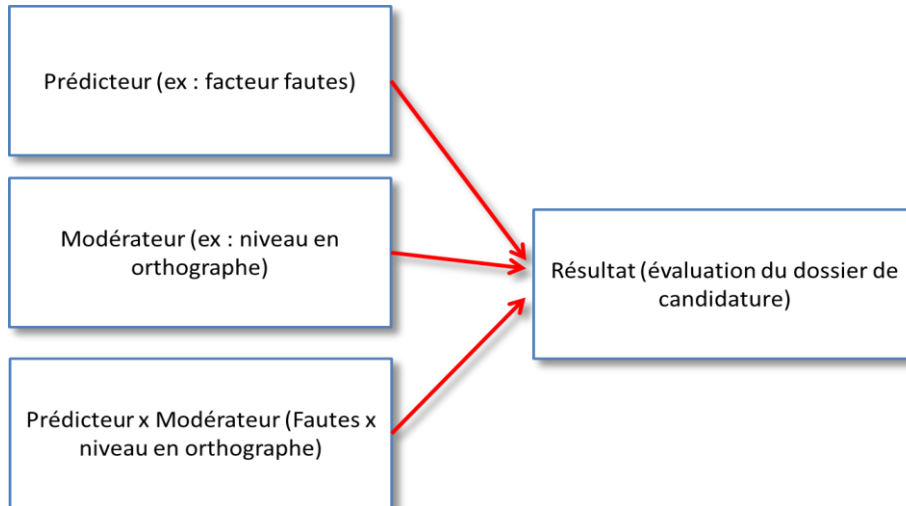 Prédicteur (ex : facteur fautes)
Modérateur (ex : niveau en
orthographe)
Résultat (évaluation du dossier de
candidature)
Prédicteur x Modérateur (Fautes x
niveau en orthographe)